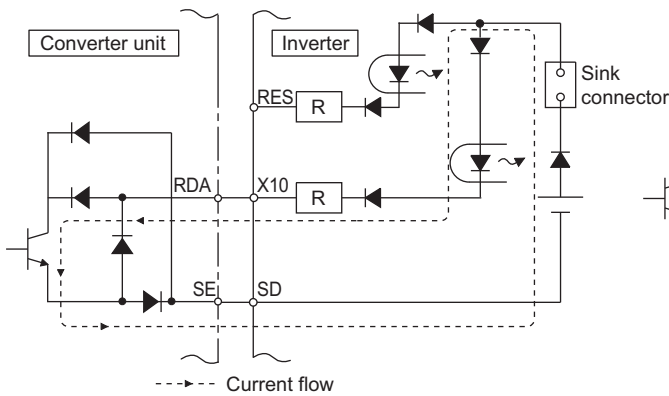 Converter unit
Inverter
Sink
connector
RES
R
RDA
X10
R
SE
SD
Current flow